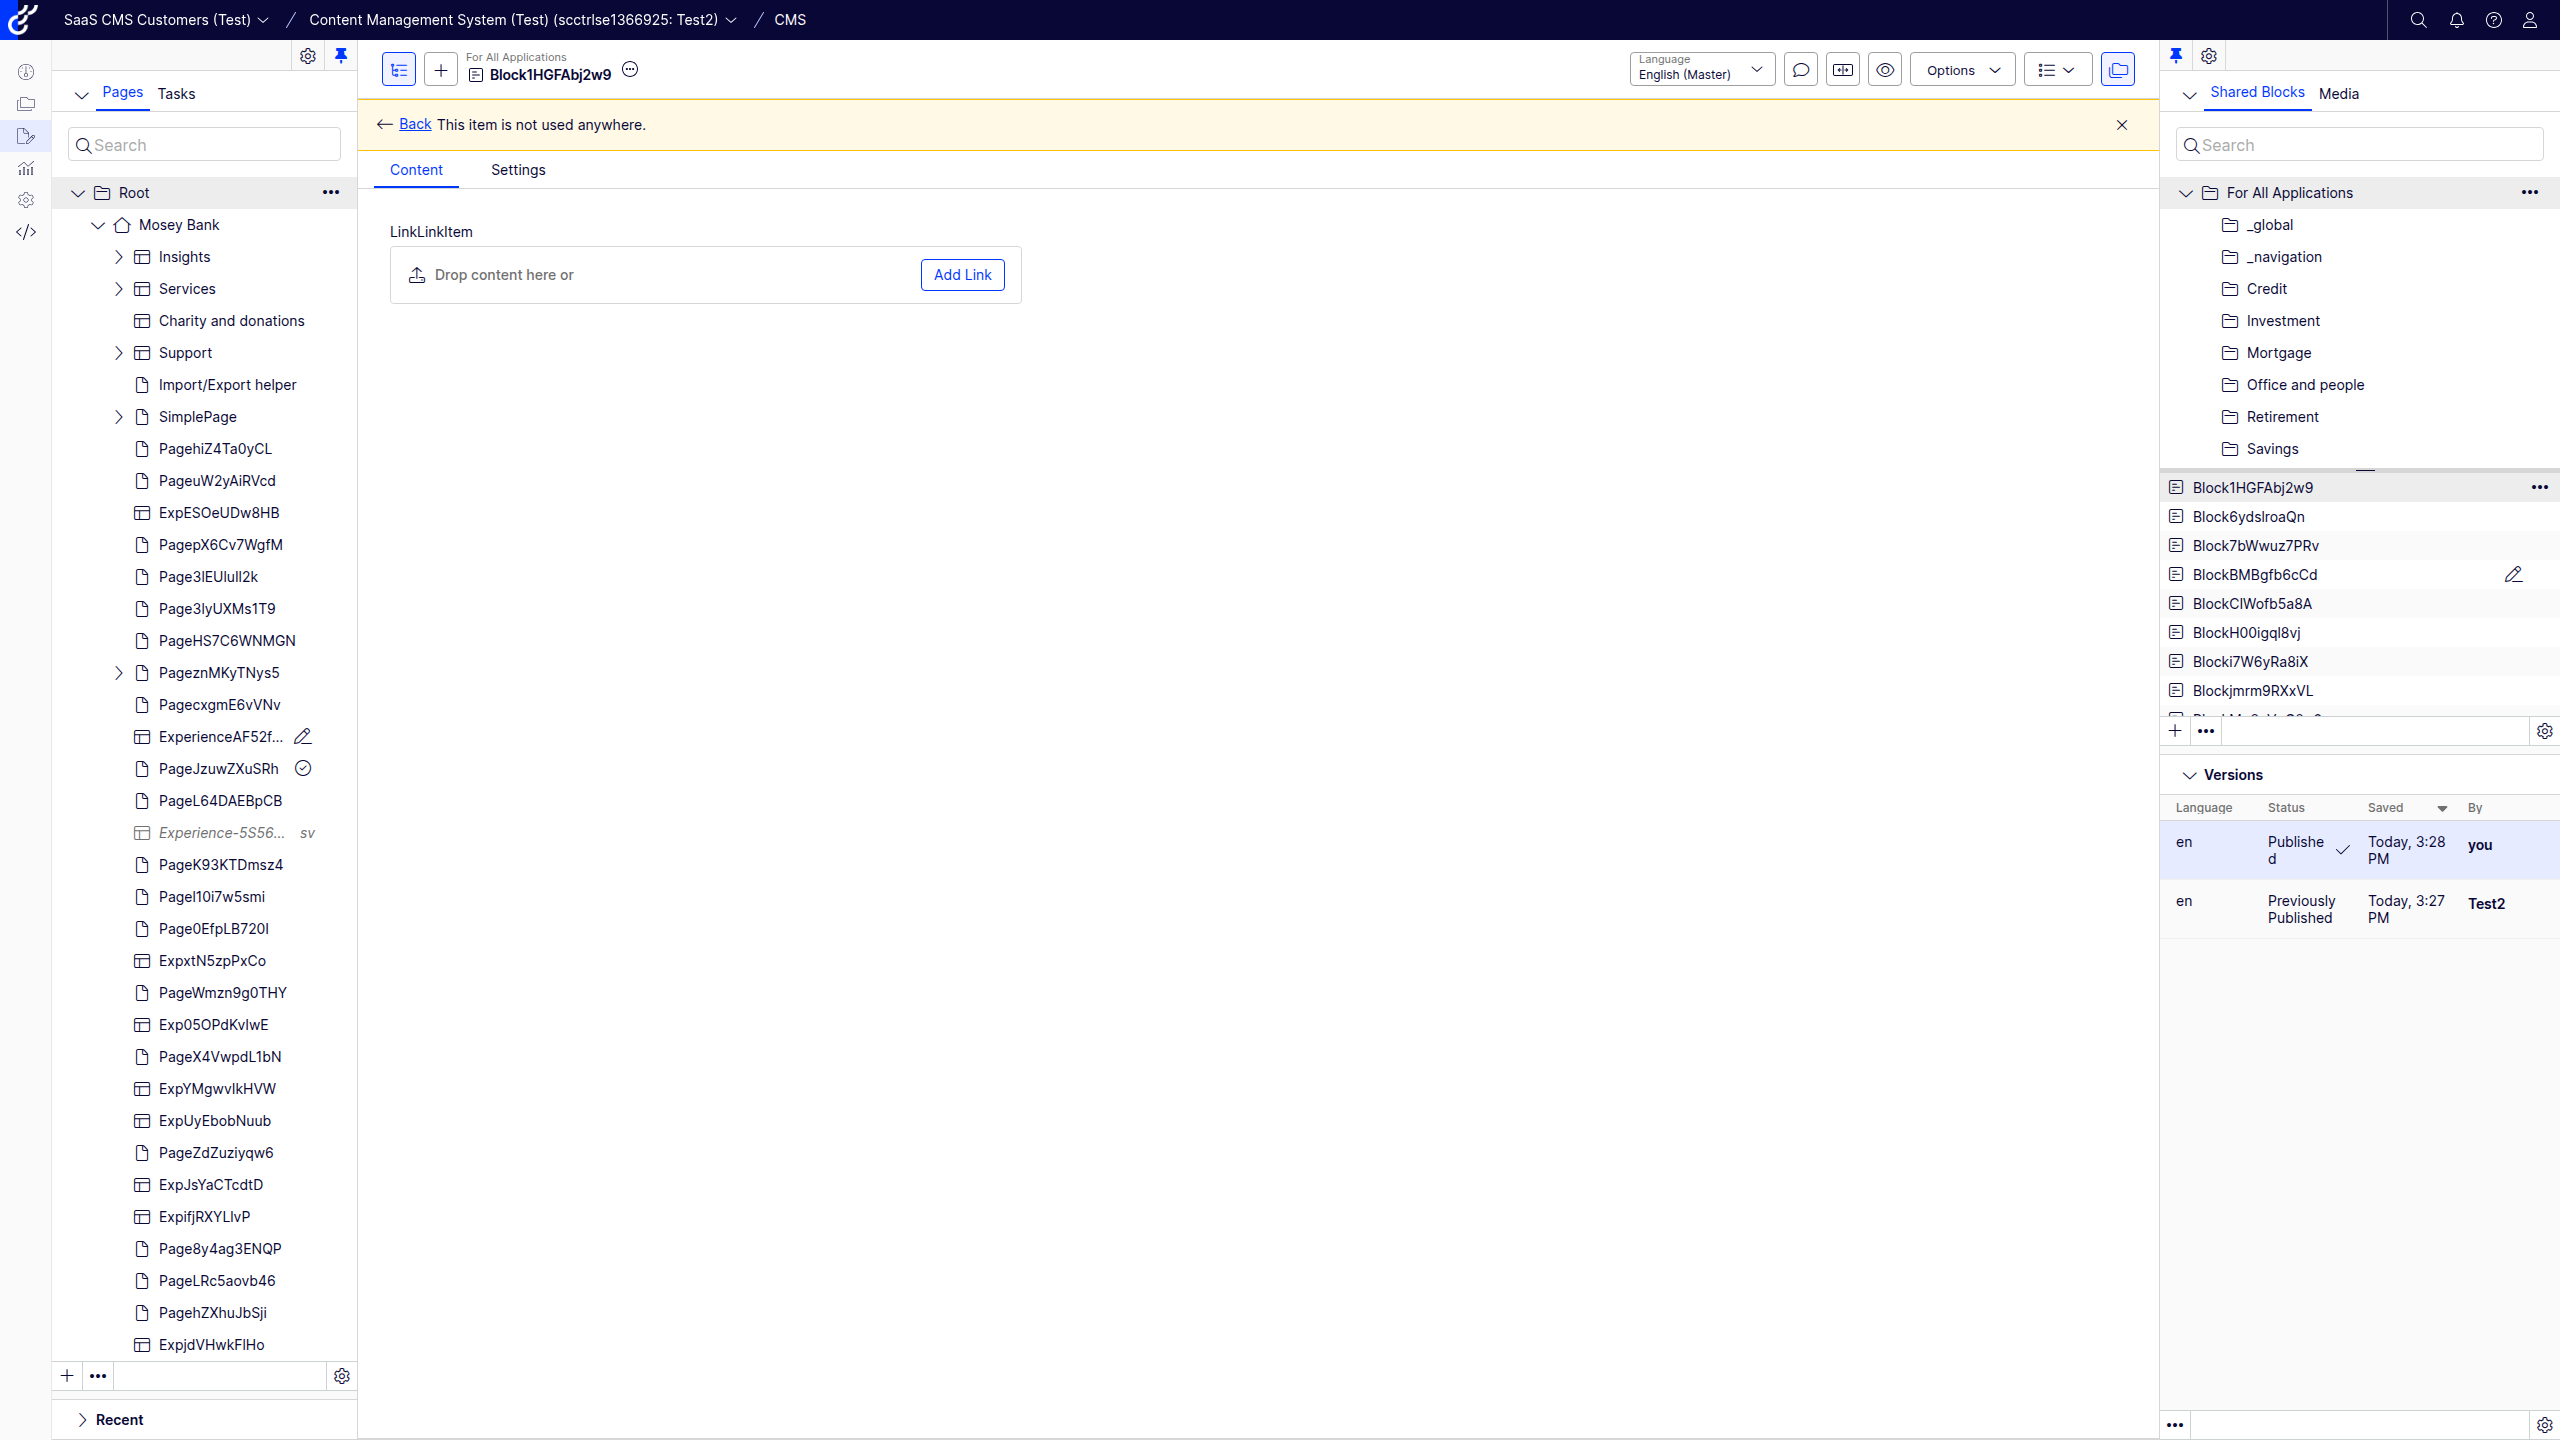 SaaS CMS Customers (Test) / Content Management System (Test) (scctrlse1366925: Test2) / CMS
Pages Tasks
Search
Root
Mosey Bank
Insights
Services
Charity and donations
Support
Import/Export helper
SimplePage
PagehiZ4Ta0yCL
PageuW2yAiRVcd
ExpESOeUDw8HB
PagepX6Cv7WgfM
Page3lEUlull2k
Page3lyUXMs1T9
PageHS7C6WNMGN
PageznMKyTNys5
PagecxgmE6vVNv
ExperienceAF52f...
PageJzuwZXuSRh
PageL64DAEBpCB
Experience-5S56... sv
PageK93KTDmsz4
Pagel10i7w5smi
Page0EfpLB720l
ExpxtN5zpPxCo
PageWmzn9g0THY
Exp05OPdKvlwE
PageX4VwpdL1bN
ExpYMgwvlkHVW
ExpUyEbobNuub
PageZdZuziyqw6
ExpJsYaCTcdtD
ExpifjRXYLlvP
Page8y4ag3ENQP
PageLRc5aovb46
PagehZXhuJbSji
ExpjdVHwkFlHo
Recent
For All Applications
Block1HGFAbj2w9
Language
English (Master)
Options
Back This item is not used anywhere.
Content Settings
LinkLinkItem
Drop content here or Add Link
Shared Blocks Media
Search
For All Applications
_global
_navigation
Credit
Investment
Mortgage
Office and people
Retirement
Savings
Block1HGFAbj2w9
Block6ydslroaQn
Block7bWwuz7PRv
BlockBMBgfb6cCd
BlockClWofb5a8A
BlockH00igql8vj
Blocki7W6yRa8iX
Blockjmrm9RXxVL
Versions
Language Status Saved By
en Publishe Today, 3:28 you
d PM
en Previously Today, 3:27 Test2
Published PM